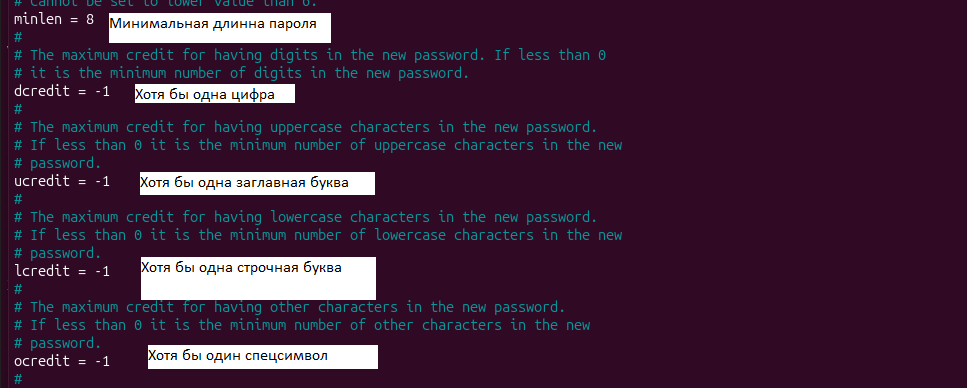 # Cannot be set to lower value than 6.
minlen = 8 Минимальная длинна пароля
#
# The maximum credit for having digits in the new password. If less than 0
# it is the minimum number of digits in the new password.
dcredit = -1 Хотя бы одна цифра
#
# The maximum credit for having uppercase characters in the new password.
# If less than 0 it is the minimum number of uppercase characters in the new
# password.
ucredit = -1 Хотя бы одна заглавная буква
#
# The maximum credit for having lowercase characters in the new password.
# If less than 0 it is the minimum number of lowercase characters in the new
# password.
lcredit = -1 Хотя бы одна строчная буква
#
# The maximum credit for having other characters in the new password.
# If less than 0 it is the minimum number of other characters in the new
# password.
ocredit = -1 Хотя бы один спецсимвол
#